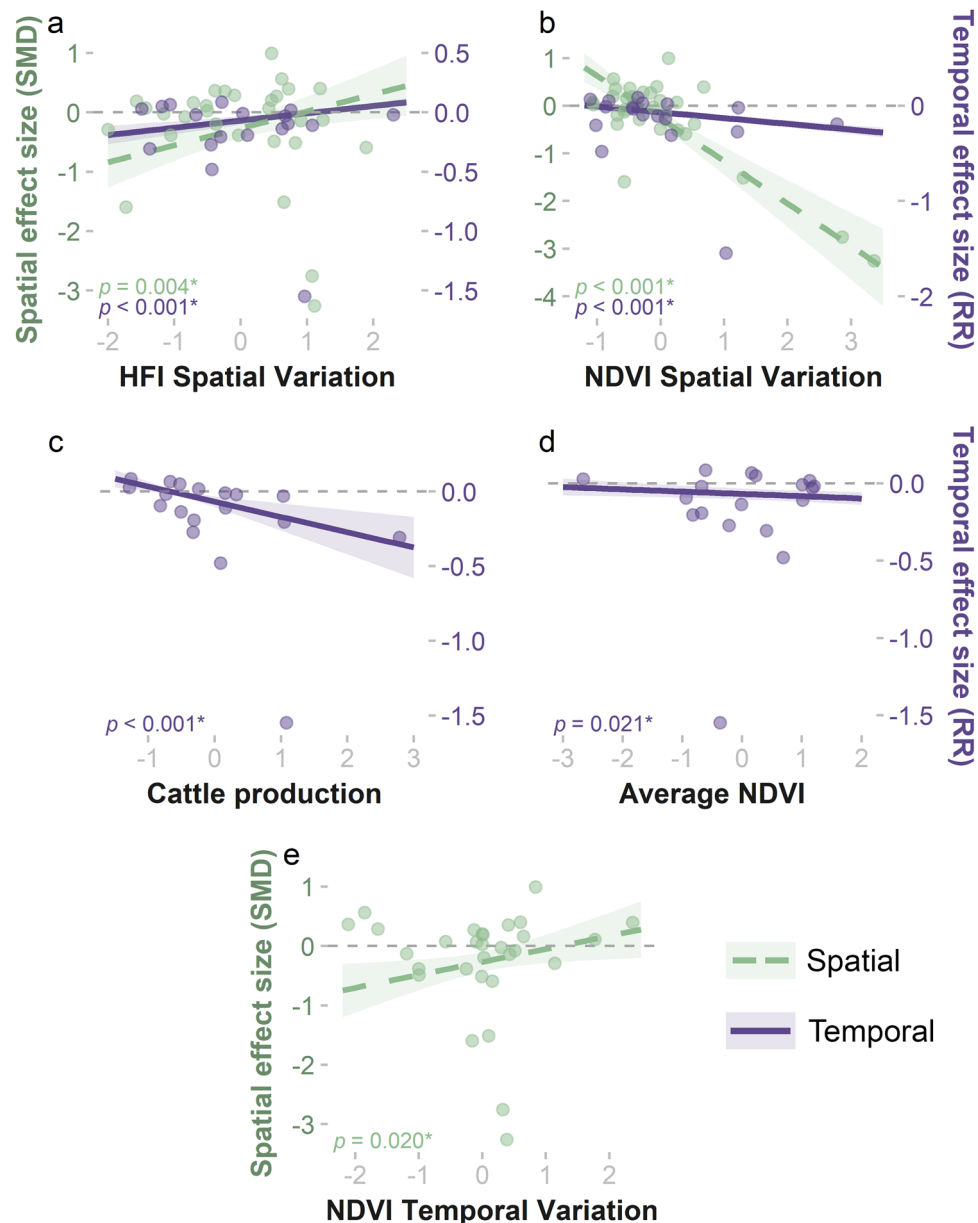 a
b
Spatial effect size (SMD)
1
0
-1
-2
-3
0.5
0.0
-0.5
-1.0
-1.5
p = 0.004*
p < 0.001*
-2 -1 0 1 2
HFI Spatial Variation
1
0
-1
-2
-3
-4
0
-1
-2
Temporal effect size (RR)
p < 0.001*
p < 0.001*
-1 0 1 2 3
NDVI Spatial Variation
c
d
0.0
-0.5
-1.0
-1.5
p < 0.001*
-1 0 1 2 3
Cattle production
0.0
-0.5
-1.0
-1.5
Temporal effect size (RR)
p = 0.021*
-3 -2 -1 0 1 2
Average NDVI
e
Spatial effect size (SMD)
1
0
-1
-2
-3
p = 0.020*
-2 -1 0 1 2
NDVI Temporal Variation
Spatial
Temporal